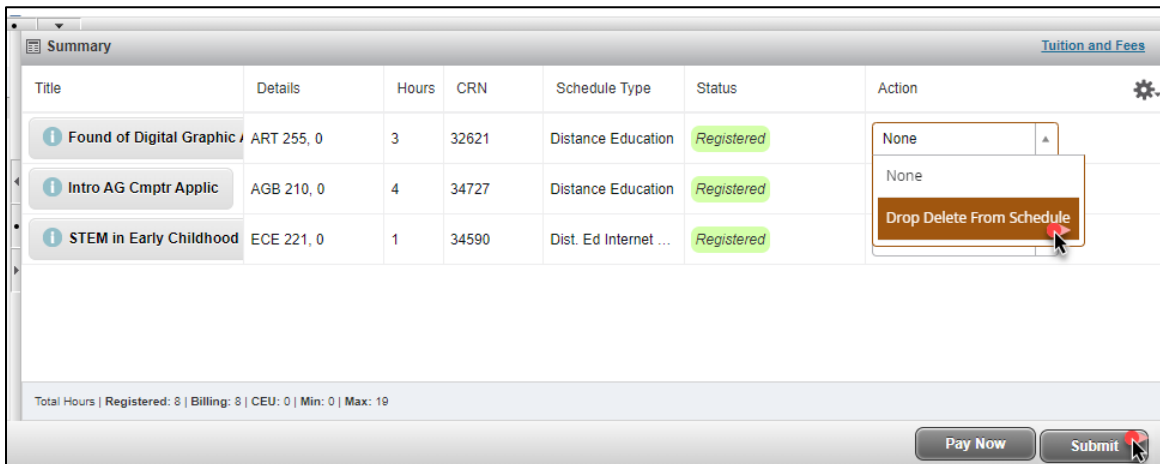 Summary
Tuition and Fees
Title Details Hours CRN Schedule Type Status Action
Found of Digital Graphic ART 255, 0 3 32621 Distance Education Registered None
None
Intro AG Cmptr Applic AGB 210, 0 4 34727 Distance Education Registered
Drop Delete From Schedule
STEM in Early Childhood ECE 221, 0 1 34590 Dist. Ed Internet ... Registered
Total Hours | Registered: 8 | Billing: 8 | CEU: 0 | Min: 0 | Max: 19
Pay Now Submit